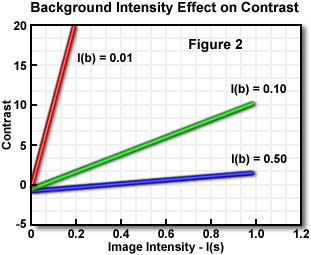 Background Intensity Effect on Contrast
20
Figure 2
I(b) = 0.01
15
I(b) = 0.10
10
Contrast
5
I(b) = 0.50
0
-5
0 0.2 0.4 0.6 0.8 1.0 1.2
Image Intensity - I(s)